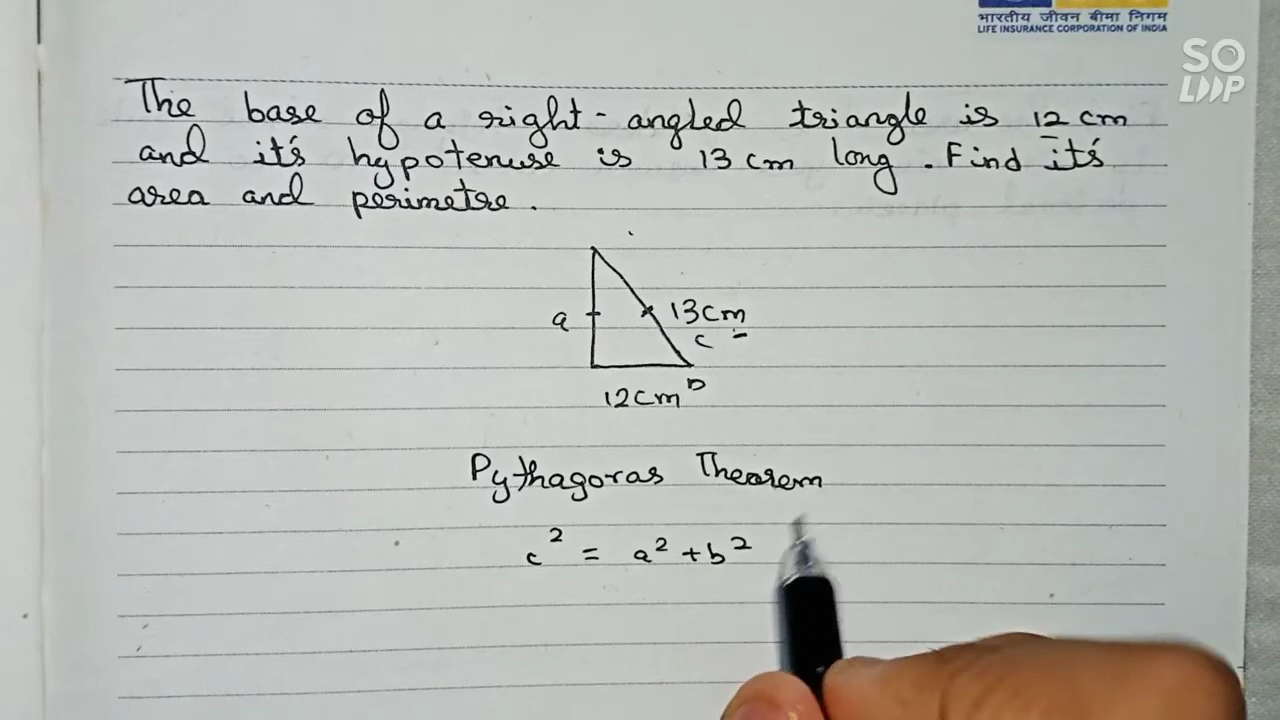 भारतीय जीवन बीमा निगम
LIFE INSURANCE CORPORATION OF INDIA
SO
LP
The base of a right-angled triangle is 12 cm
and it's hypotenuse is 13 cm long. Find it's
area and perimetre.
a
13cm
c
b
12cm
Pythagoras Theorem
c² = a² + b²